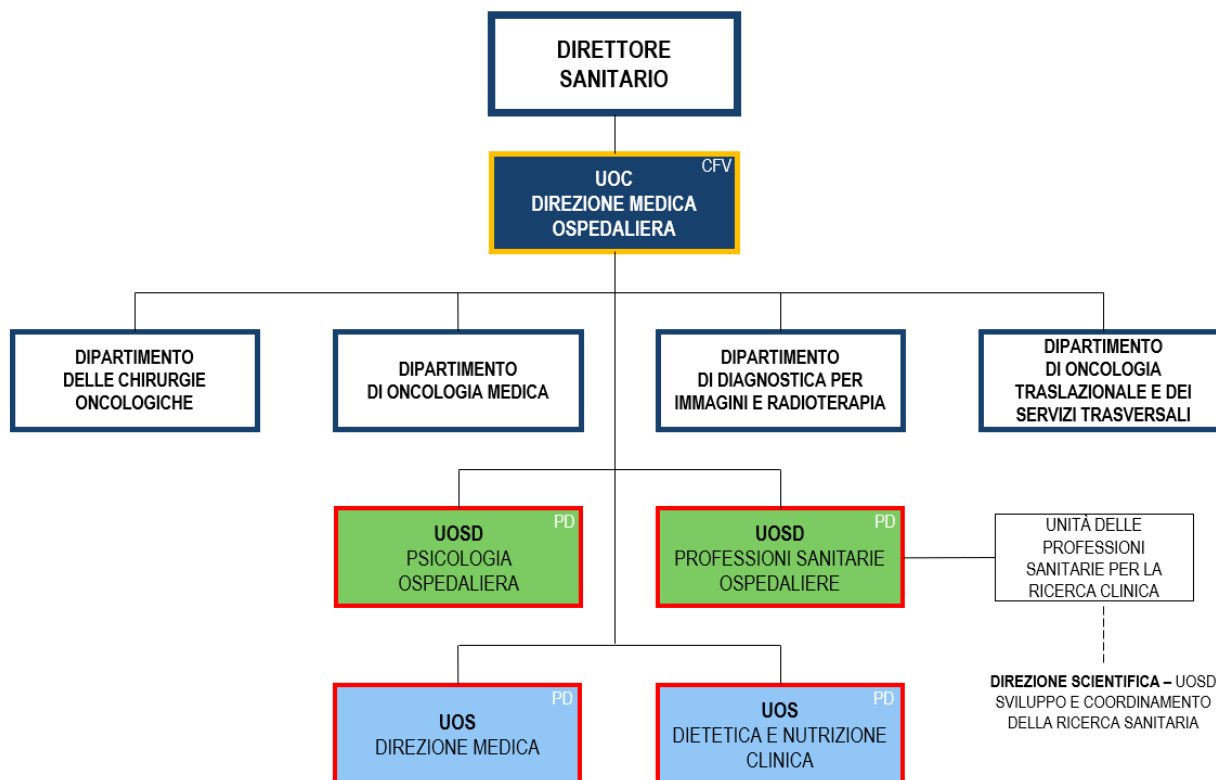 DIRETTORE
SANITARIO
CFV
UOC
DIREZIONE MEDICA
OSPEDALIERA
DIPARTIMENTO
DELLE CHIRURGIE
ONCOLOGICHE
DIPARTIMENTO
DI ONCOLOGIA MEDICA
DIPARTIMENTO
DI DIAGNOSTICA PER
IMMAGINI E RADIOTERAPIA
DIPARTIMENTO
DI ONCOLOGIA
TRASLAZIONALE E DEI
SERVIZI TRASVERSALI
PD
UOSD
PSICOLOGIA
OSPEDALIERA
PD
UOSD
PROFESSIONI SANITARIE
OSPEDALIERE
UNITÀ DELLE
PROFESSIONI
SANITARIE PER LA
RICERCA CLINICA
DIREZIONE SCIENTIFICA – UOSD
SVILUPPO E COORDINAMENTO
DELLA RICERCA SANITARIA
PD
UOS
DIREZIONE MEDICA
PD
UOS
DIETETICA E NUTRIZIONE
CLINICA